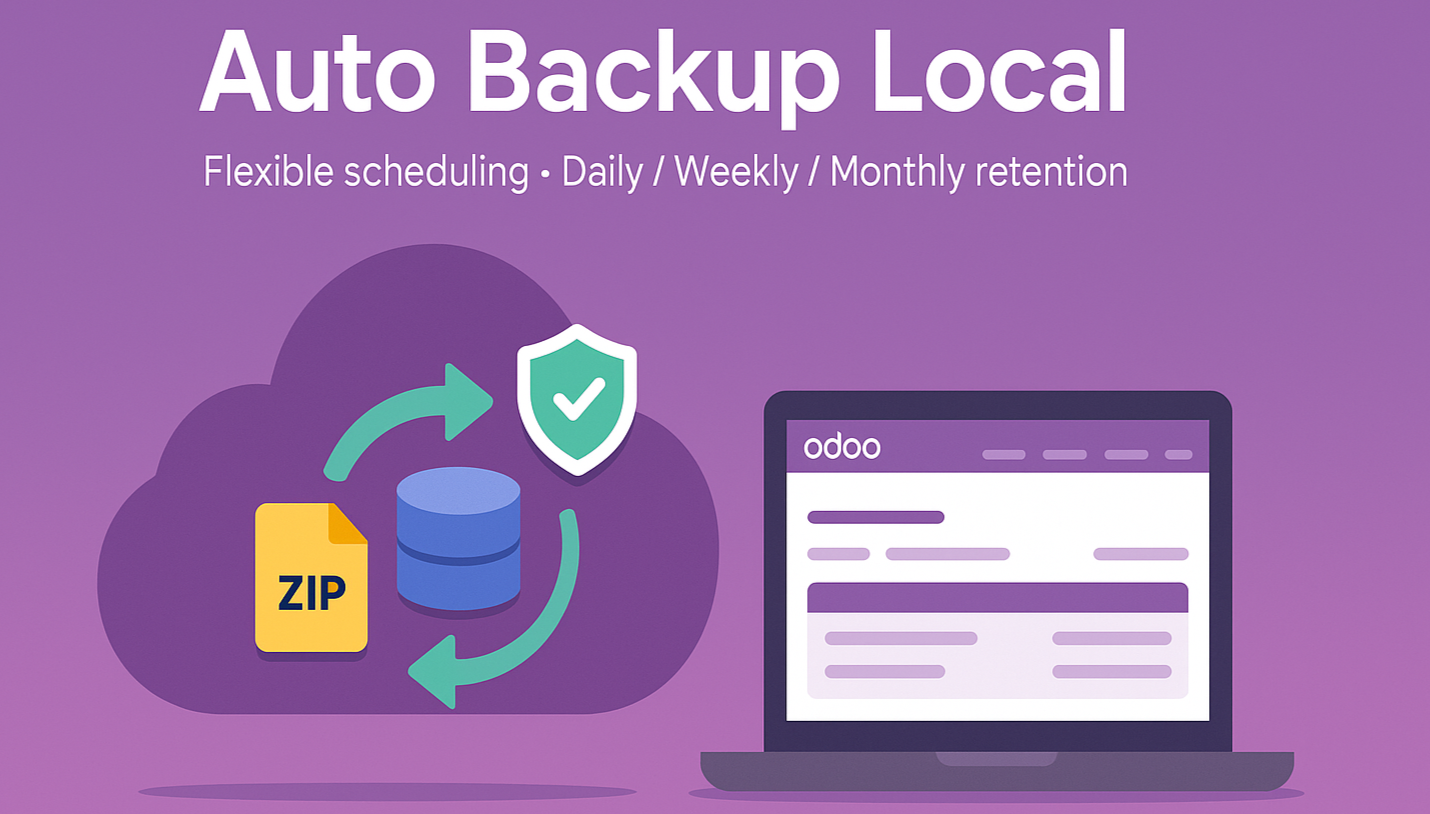 Auto Backup Local
Flexible scheduling • Daily / Weekly / Monthly retention
odoo
ZIP